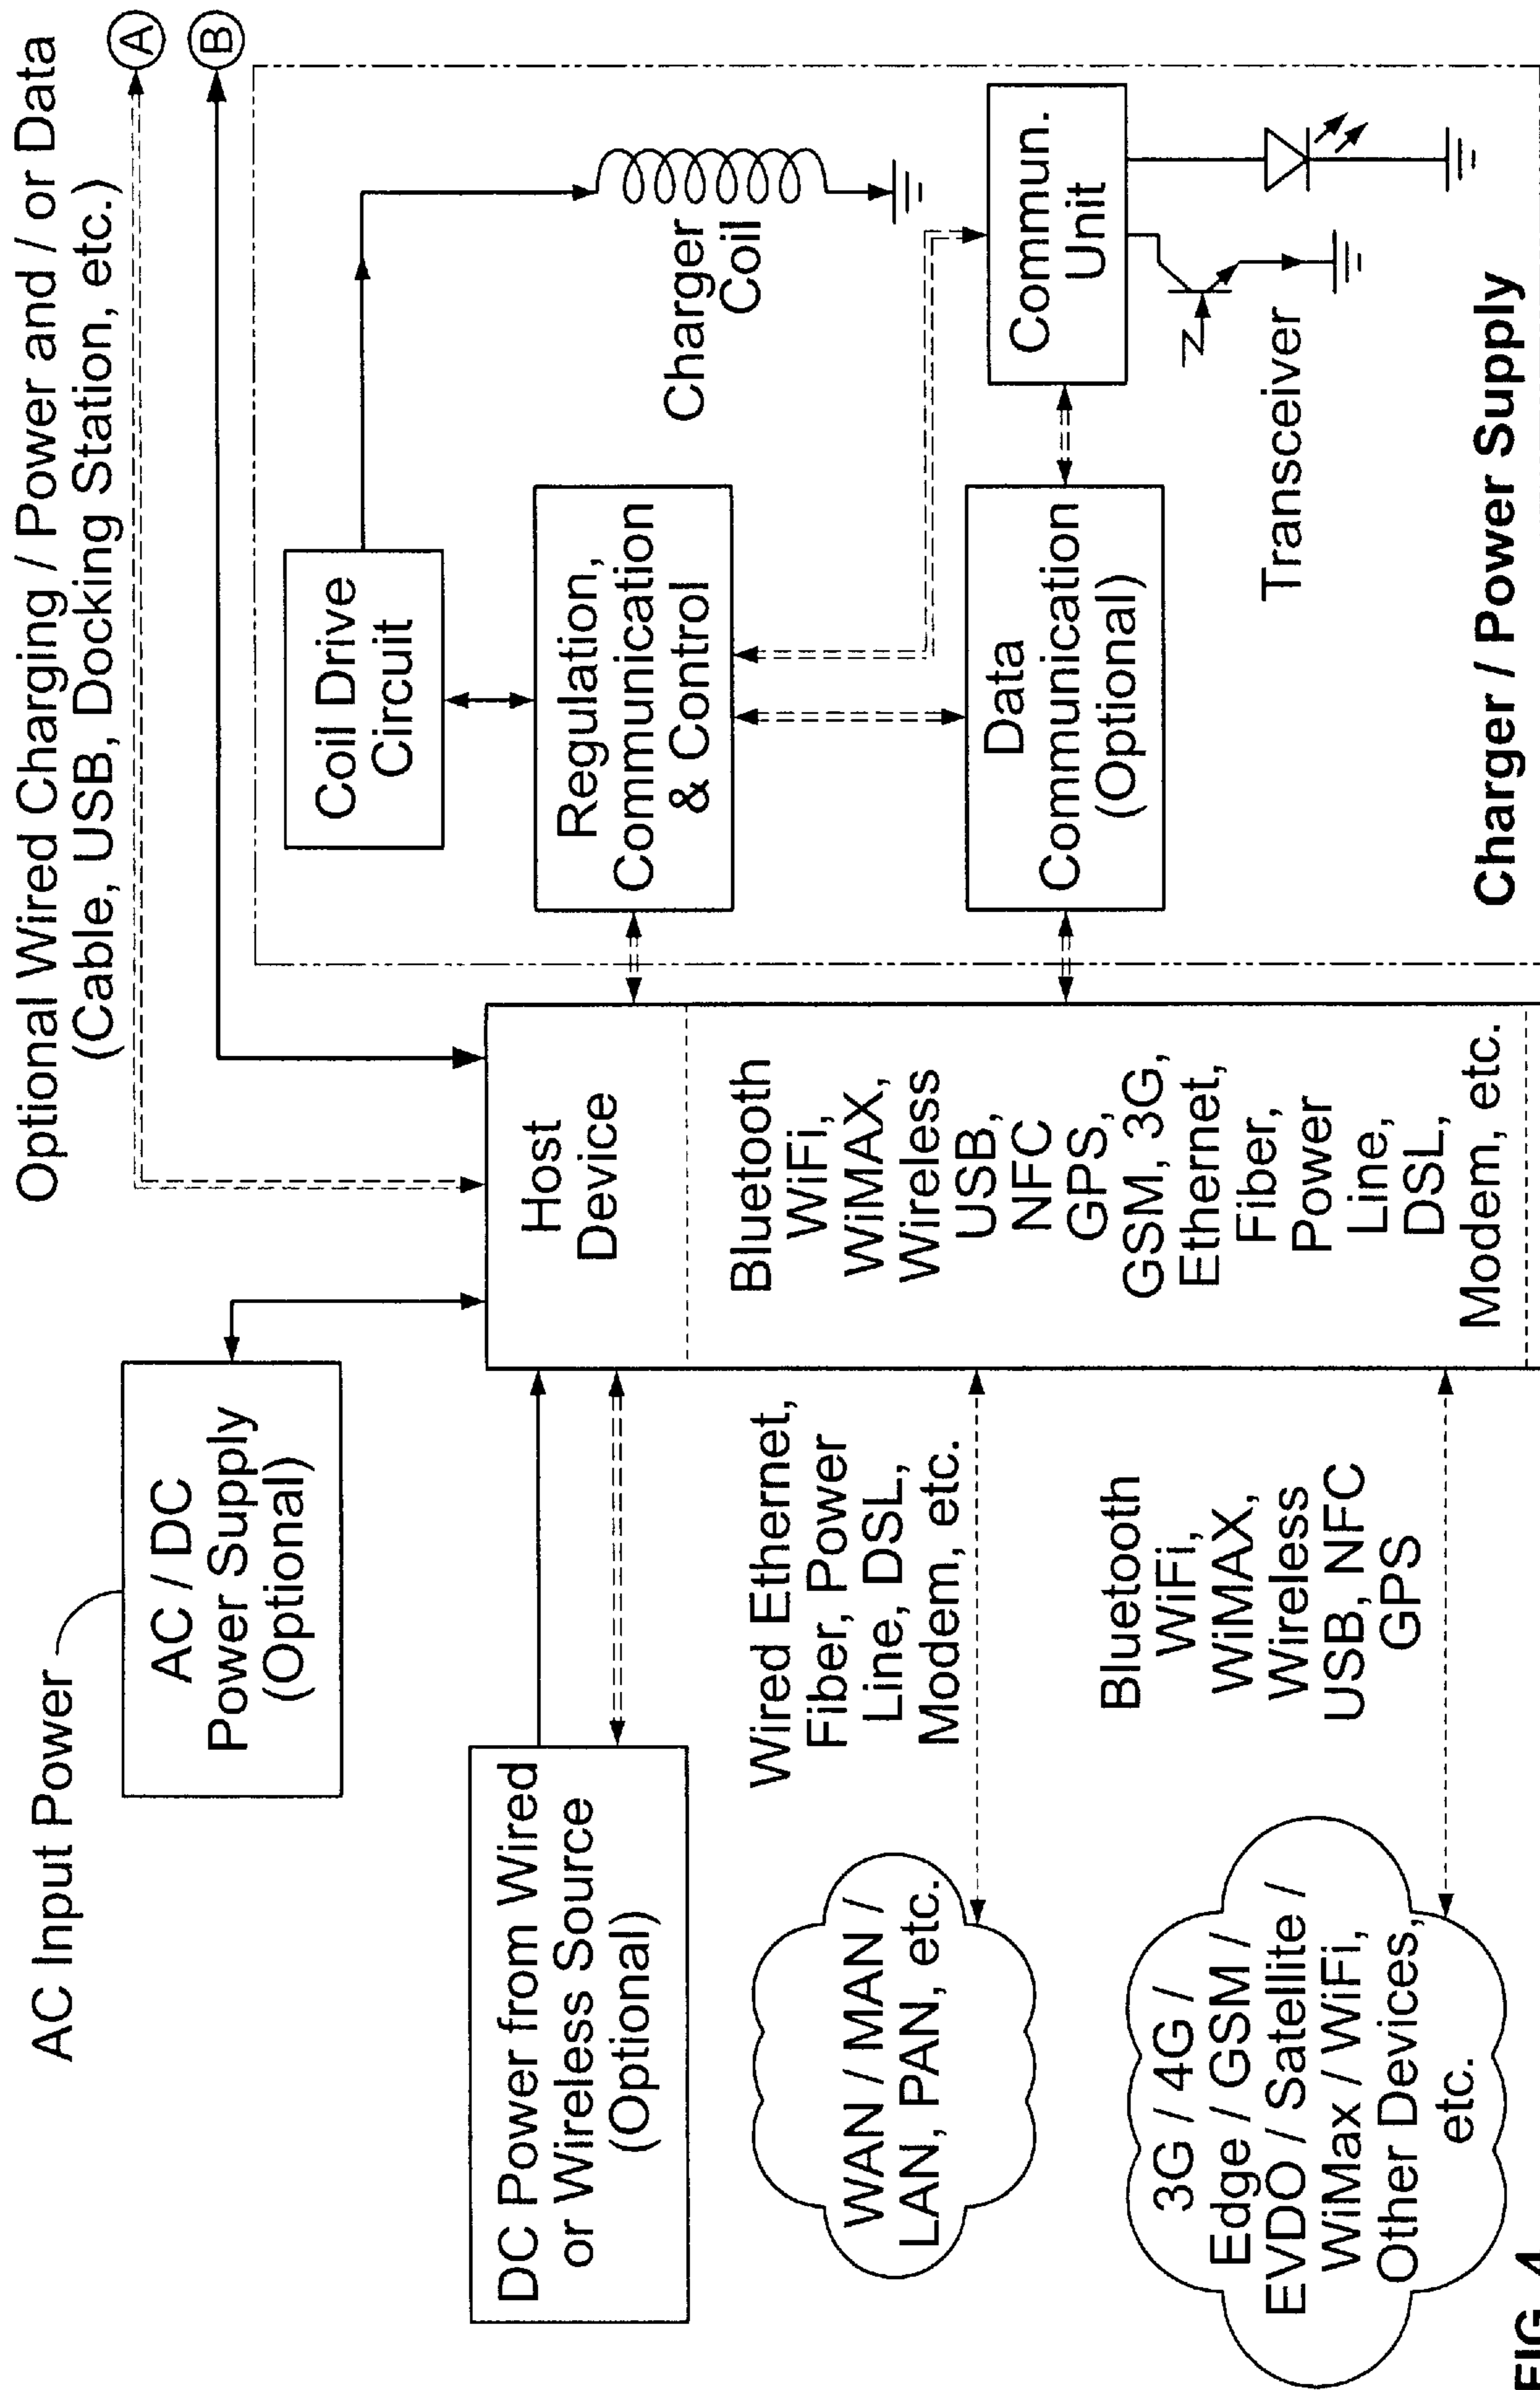 Optional Wired Charging / Power and / or Data
(Cable, USB, Docking Station, etc.)
A
B
AC Input Power
AC / DC
Power Supply
(Optional)
DC Power from Wired
or Wireless Source
(Optional)
Host
Device
Bluetooth
WiFi,
WiMAX,
Wireless
USB,
NFC
GPS,
GSM, 3G,
Ethernet,
Fiber,
Power
Line,
DSL,
Modem, etc.
Wired Ethernet,
Fiber, Power
Line, DSL,
Modem, etc.
WAN / MAN /
LAN, PAN, etc.
Bluetooth
WiFi,
WiMAX,
Wireless
USB, NFC
GPS
3G / 4G /
Edge / GSM /
EVDO / Satellite /
WiMax / WiFi,
Other Devices,
etc.
Coil Drive
Circuit
Regulation,
Communication
& Control
Charger
Coil
Data
Communication
(Optional)
Commun.
Unit
Transceiver
Charger / Power Supply
FIG.